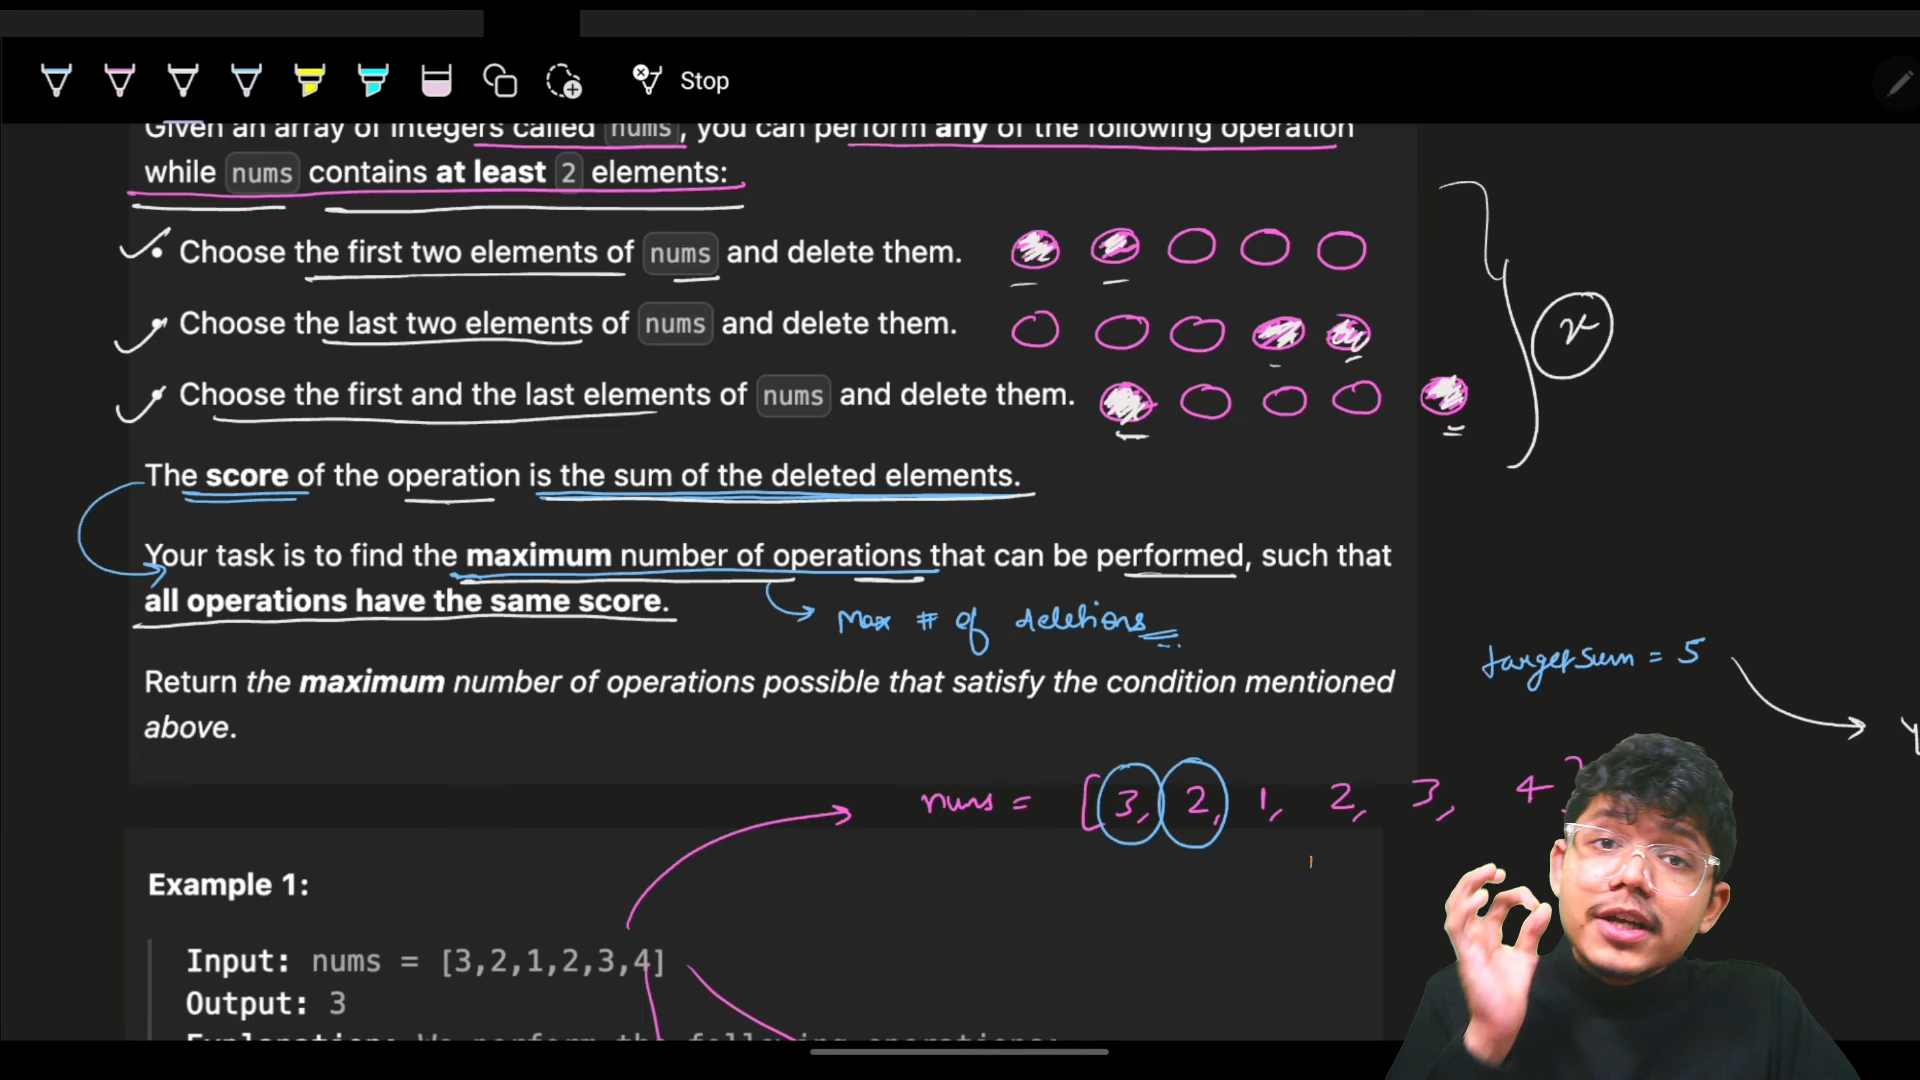 Stop
Given an array of integers called nums, you can perform any of the following operation
while nums contains at least 2 elements:
• Choose the first two elements of nums and delete them.
• Choose the last two elements of nums and delete them.
• Choose the first and the last elements of nums and delete them.
x
The score of the operation is the sum of the deleted elements.
Your task is to find the maximum number of operations that can be performed, such that
all operations have the same score.
Max # of deletions
targetsum = 5
Return the maximum number of operations possible that satisfy the condition mentioned
above.
nums = [3, 2, 1, 2, 3, 4]
Example 1:
Input: nums = [3,2,1,2,3,4]
Output: 3
Explanation: We perform the following operations: